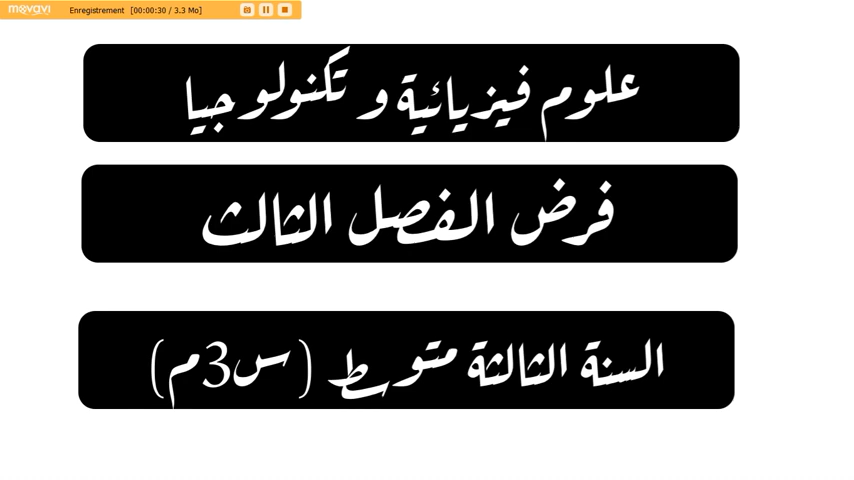 movavi Enregistrement [00:00:30 / 3.3 Mo]
علوم فيزيائية و تكنولوجيا
فرض الفصل الثالث
السنة الثالثة متوسط (س3م)